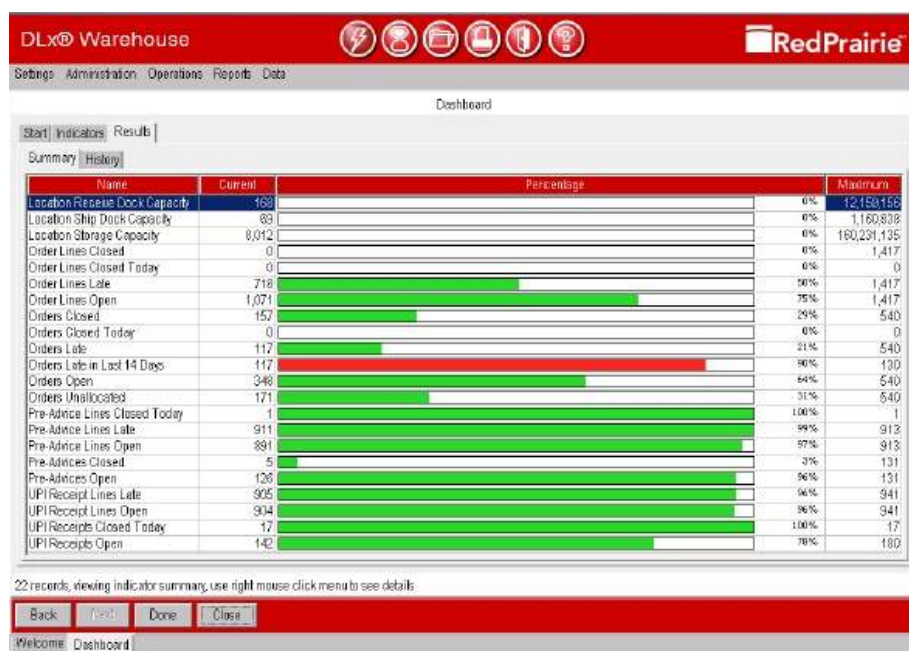 DLx® Warehouse
RedPrairie
Settings Administration Operations Reports Data
Dashboard
Start Indicators Results
Summary History
Name Current Percentage Maximum
Location Receive Dock Capacity 168 0% 12,159,156
Location Ship Dock Capacity 69 0% 1,160,838
Location Storage Capacity 8,012 0% 160,231,135
Order Lines Closed 0 0% 1,417
Order Lines Closed Today 0 0% 0
Order Lines Late 718 50% 1,417
Order Lines Open 1,071 75% 1,417
Orders Closed 157 29% 540
Orders Closed Today 0 0% 0
Orders Late 117 21% 540
Orders Late in Last 14 Days 117 90% 130
Orders Open 348 64% 540
Orders Unallocated 171 31% 540
Pre-Advice Lines Closed Today 1 100% 1
Pre-Advice Lines Late 911 99% 913
Pre-Advice Lines Open 891 97% 913
Pre-Advices Closed 5 3% 131
Pre-Advices Open 126 96% 131
UPI Receipt Lines Late 905 96% 941
UPI Receipt Lines Open 904 96% 941
UPI Receipts Closed Today 17 100% 17
UPI Receipts Open 142 78% 180
22 records, viewing indicator summary, use right mouse click menu to see details
Back Next Done Close
Welcome Dashboard